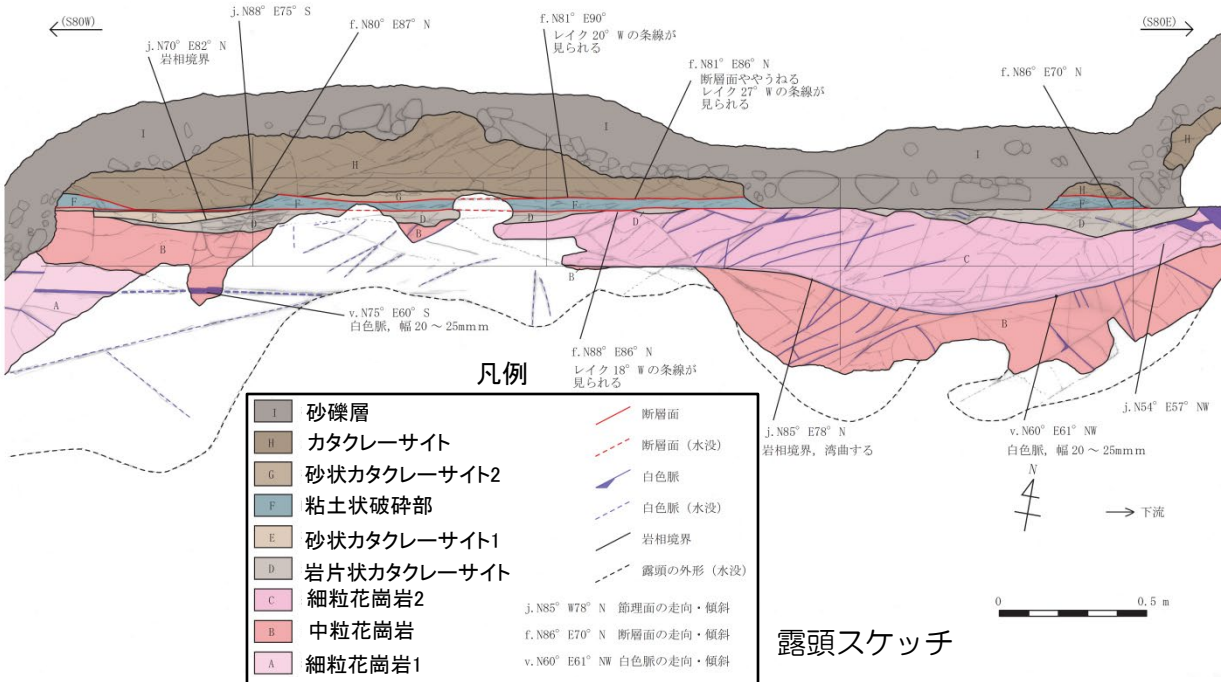 (S80W)
j. N88° E75° S
f. N80° E87° N
j. N70° E82° N
岩相境界
f. N81° E90°
レイク 20° W の条線が
見られる
f. N81° E86° N
断層面ややうねる
レイク 27° W の条線が
見られる
f. N86° E70° N
(S80E)
I
H
I
I
H
F
G
F
F
H
F
E
D
D
D
D
D
B
B
C
B
B
A
v. N75° E60° S
白色脈，幅 20 ～ 25mm m
f. N88° E86° N
レイク 18° W の条線が
見られる
j. N85° E78° N
岩相境界，湾曲する
v. N60° E61° NW
白色脈，幅 20 ～ 25mm m
j. N54° E57° NW
N
下流
0 0.5 m
凡例
I 砂礫層
H カタクレーサイト
G 砂状カタクレーサイト2
F 粘土状破砕部
E 砂状カタクレーサイト1
D 岩片状カタクレーサイト
C 細粒花崗岩2
B 中粒花崗岩
A 細粒花崗岩1
断層面
断層面（水没）
白色脈
白色脈（水没）
岩相境界
露頭の外形（水没）
j. N85° W78° N 節理面の走向・傾斜
f. N86° E70° N 断層面の走向・傾斜
v. N60° E61° NW 白色脈の走向・傾斜
露頭スケッチ